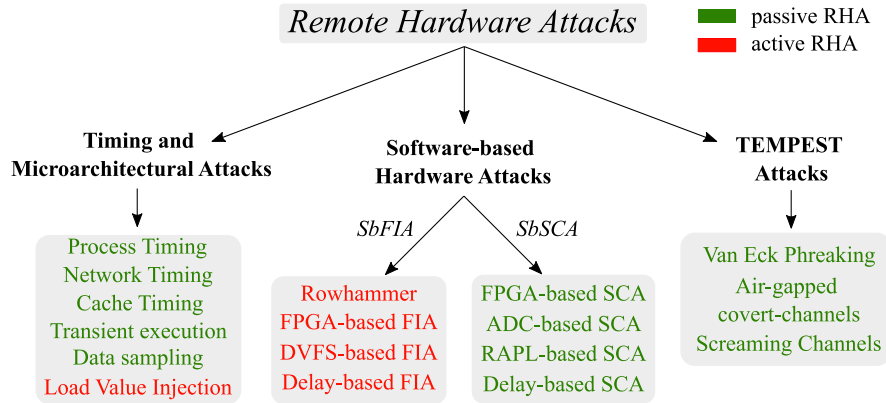 Remote Hardware Attacks
passive RHA
active RHA
Timing and
Microarchitectural Attacks
Software-based
Hardware Attacks
TEMPEST
Attacks
SbFIA
SbSCA
Process Timing
Network Timing
Cache Timing
Transient execution
Data sampling
Load Value Injection
Rowhammer
FPGA-based FIA
DVFS-based FIA
Delay-based FIA
FPGA-based SCA
ADC-based SCA
RAPL-based SCA
Delay-based SCA
Van Eck Phreaking
Air-gapped
covert-channels
Screaming Channels